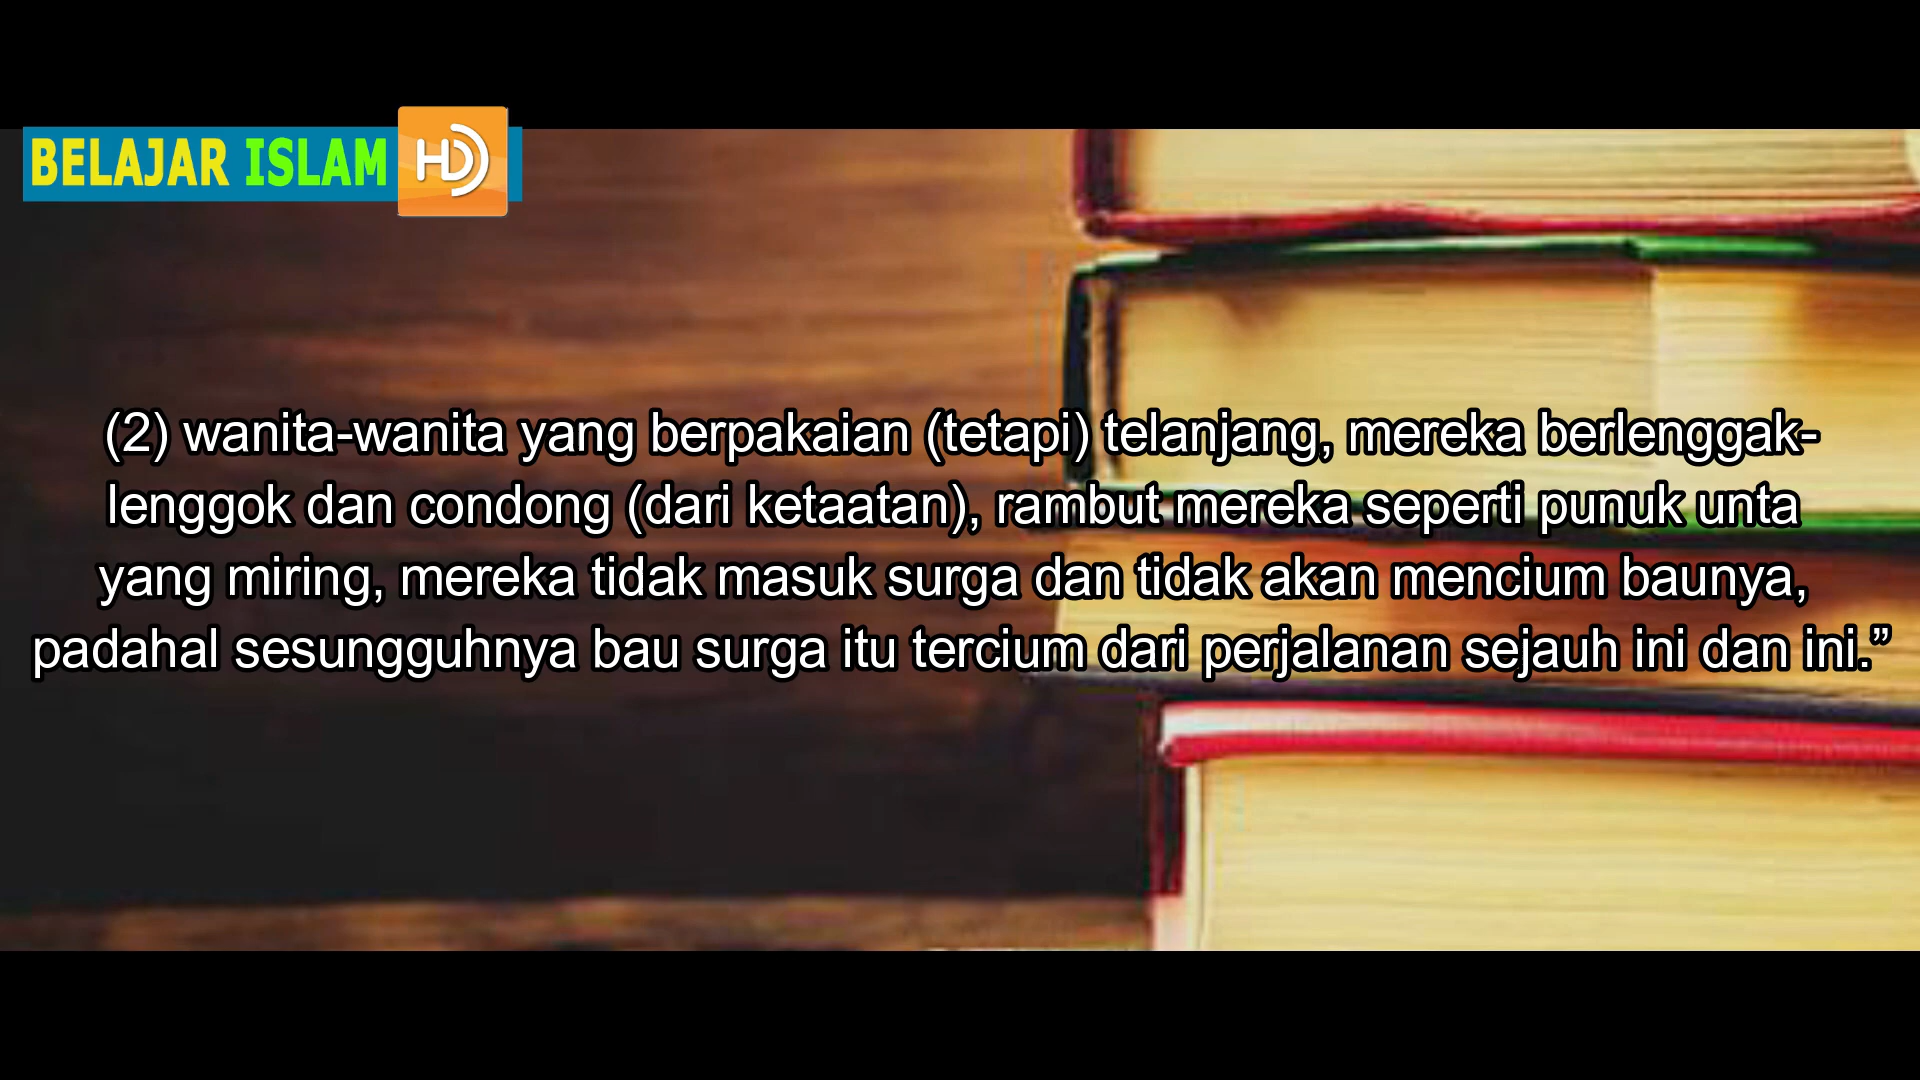 BELAJAR ISLAM HD
(2) wanita-wanita yang berpakaian (tetapi) telanjang, mereka berlenggak-
lenggok dan condong (dari ketaatan), rambut mereka seperti punuk unta
yang miring, mereka tidak masuk surga dan tidak akan mencium baunya,
padahal sesungguhnya bau surga itu tercium dari perjalanan sejauh ini dan ini.”